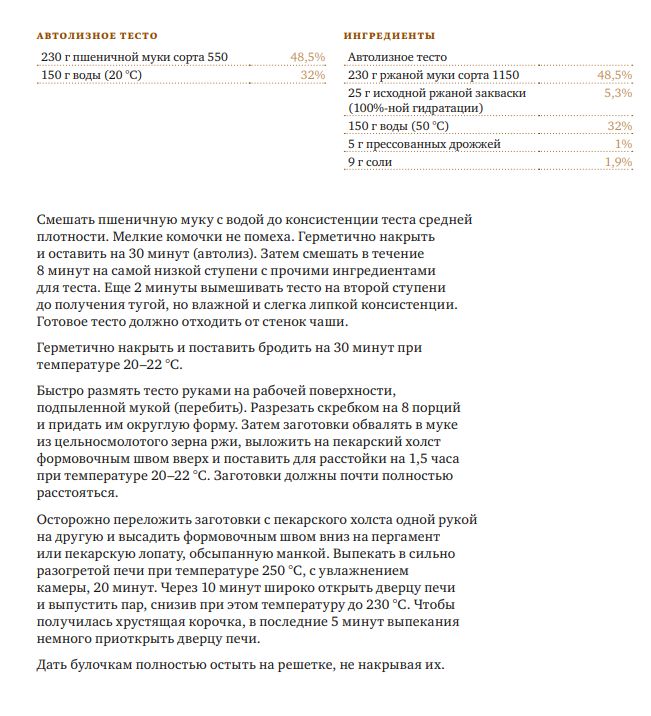 АВТОЛИЗНОЕ ТЕСТО
230 г пшеничной муки сорта 550 48,5%
150 г воды (20 °C) 32%
ИНГРЕДИЕНТЫ
Автолизное тесто
230 г ржаной муки сорта 1150 48,5%
25 г исходной ржаной закваски 5,3%
(100%-ной гидратации)
150 г воды (50 °C) 32%
5 г прессованных дрожжей 1%
9 г соли 1,9%
Смешать пшеничную муку с водой до консистенции теста средней
плотности. Мелкие комочки не помеха. Герметично накрыть
и оставить на 30 минут (автолиз). Затем смешать в течение
8 минут на самой низкой ступени с прочими ингредиентами
для теста. Еще 2 минуты вымешивать тесто на второй ступени
до получения тугой, но влажной и слегка липкой консистенции.
Готовое тесто должно отходить от стенок чаши.
Герметично накрыть и поставить бродить на 30 минут при
температуре 20–22 °C.
Быстро размять тесто руками на рабочей поверхности,
подпыленной мукой (перебить). Разрезать скребком на 8 порций
и придать им округлую форму. Затем заготовки обвалять в муке
из цельносмолотого зерна ржи, выложить на пекарский холст
формовочным швом вверх и поставить для расстойки на 1,5 часа
при температуре 20–22 °C. Заготовки должны почти полностью
расстояться.
Осторожно переложить заготовки с пекарского холста одной рукой
на другую и высадить формовочным швом вниз на пергамент
или пекарскую лопату, обсыпанную манкой. Выпекать в сильно
разогретой печи при температуре 250 °C, с увлажнением
камеры, 20 минут. Через 10 минут широко открыть дверцу печи
и выпустить пар, снизив при этом температуру до 230 °C. Чтобы
получилась хрустящая корочка, в последние 5 минут выпекания
немного приоткрыть дверцу печи.
Дать булочкам полностью остыть на решетке, не накрывая их.